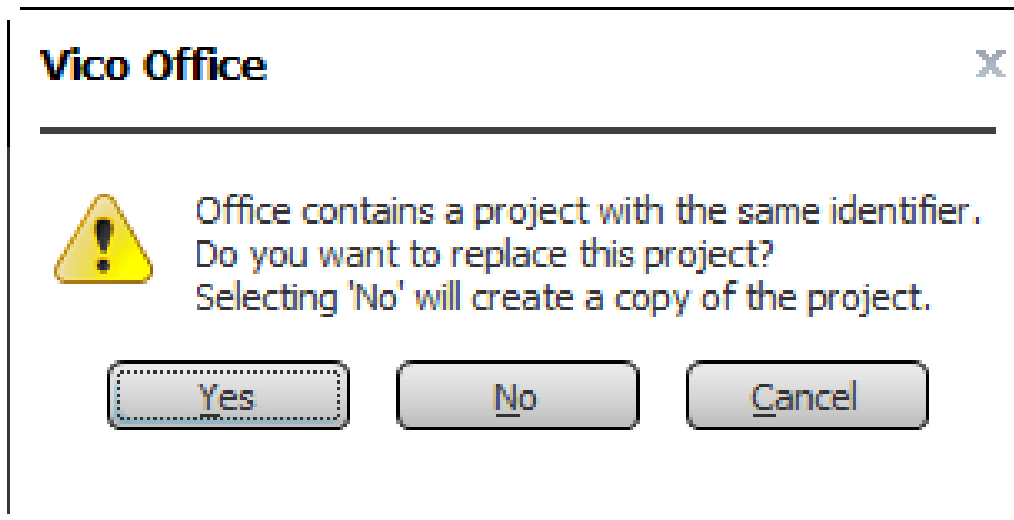 Vico Office
Office contains a project with the same identifier.
Do you want to replace this project?
Selecting 'No' will create a copy of the project.
Yes No Cancel